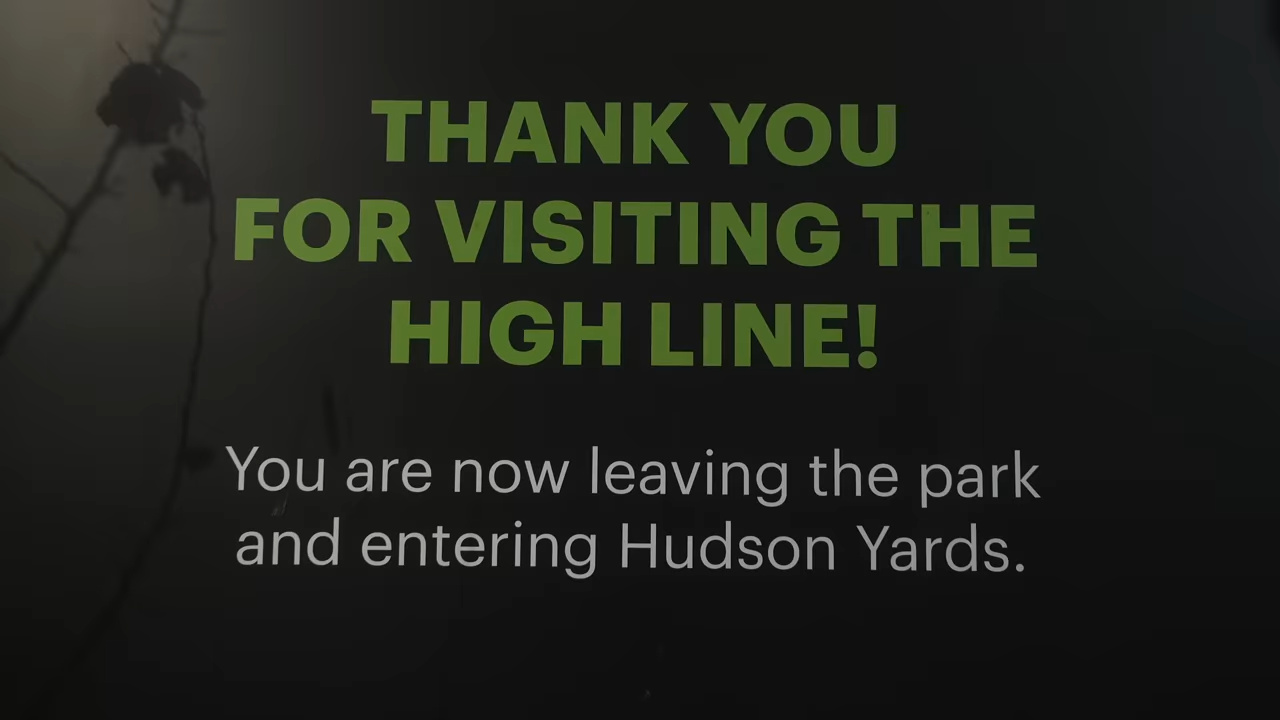 THANK YOU
FOR VISITING THE
HIGH LINE!
You are now leaving the park
and entering Hudson Yards.